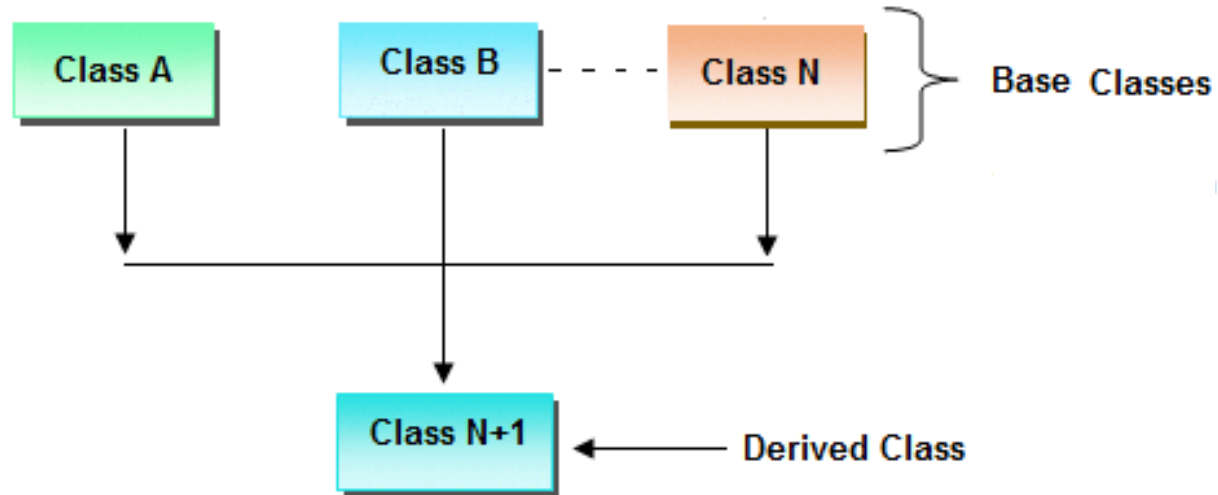 Class A
Class B
Class N
Base Classes
Class N+1
Derived Class